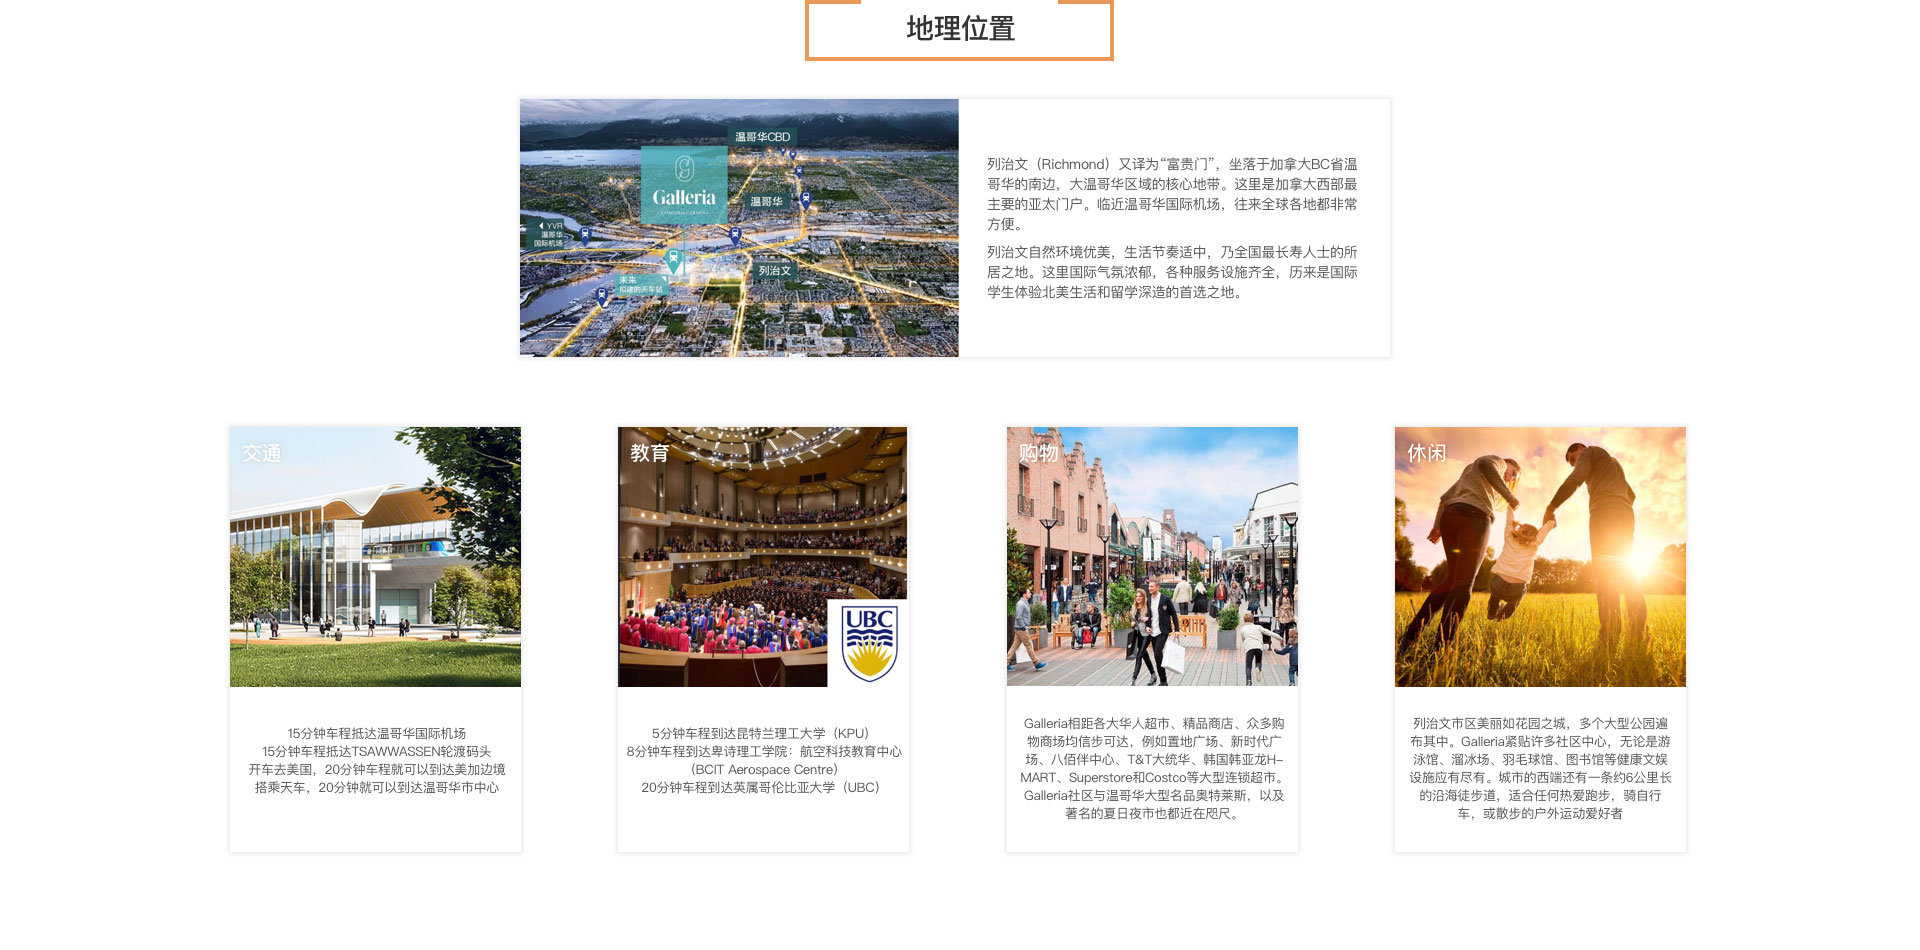 地理位置
温哥华CBD
Galleria
温哥华
YVR
温哥华
国际机场
列治文
未来
拟建的天车站
列治文（Richmond）又译为“富贵门”，坐落于加拿大BC省温
哥华的南边，大温哥华区域的核心地带。这里是加拿大西部最
主要的亚太门户。临近温哥华国际机场，往来全球各地都非常
方便。
列治文自然环境优美，生活节奏适中，乃全国最长寿人士的所
居之地。这里国际气氛浓郁，各种服务设施齐全，历来是国际
学生体验北美生活和留学深造的首选之地。
交通
15分钟车程抵达温哥华国际机场
15分钟车程抵达TSAWWASSEN轮渡码头
开车去美国，20分钟车程就可以到达美加边境
搭乘天车，20分钟就可以到达温哥华市中心
教育
UBC
5分钟车程到达昆特兰理工大学（KPU）
8分钟车程到达卑诗理工学院：航空科技教育中心
（BCIT Aerospace Centre）
20分钟车程到达英属哥伦比亚大学（UBC）
购物
Galleria相距各大华人超市、精品商店、众多购
物商场均信步可达，例如置地广场、新时代广
场、八佰伴中心、T&T大统华、韩国韩亚龙H-
MART、Superstore和Costco等大型连锁超市。
Galleria社区与温哥华大型名品奥特莱斯，以及
著名的夏日夜市也都近在咫尺。
休闲
列治文市区美丽如花园之城，多个大型公园遍
布其中。Galleria紧贴许多社区中心，无论是游
泳馆、溜冰场、羽毛球馆、图书馆等健康文娱
设施应有尽有。城市的西端还有一条约6公里长
的沿海徒步道，适合任何热爱跑步，骑自行
车，或散步的户外运动爱好者